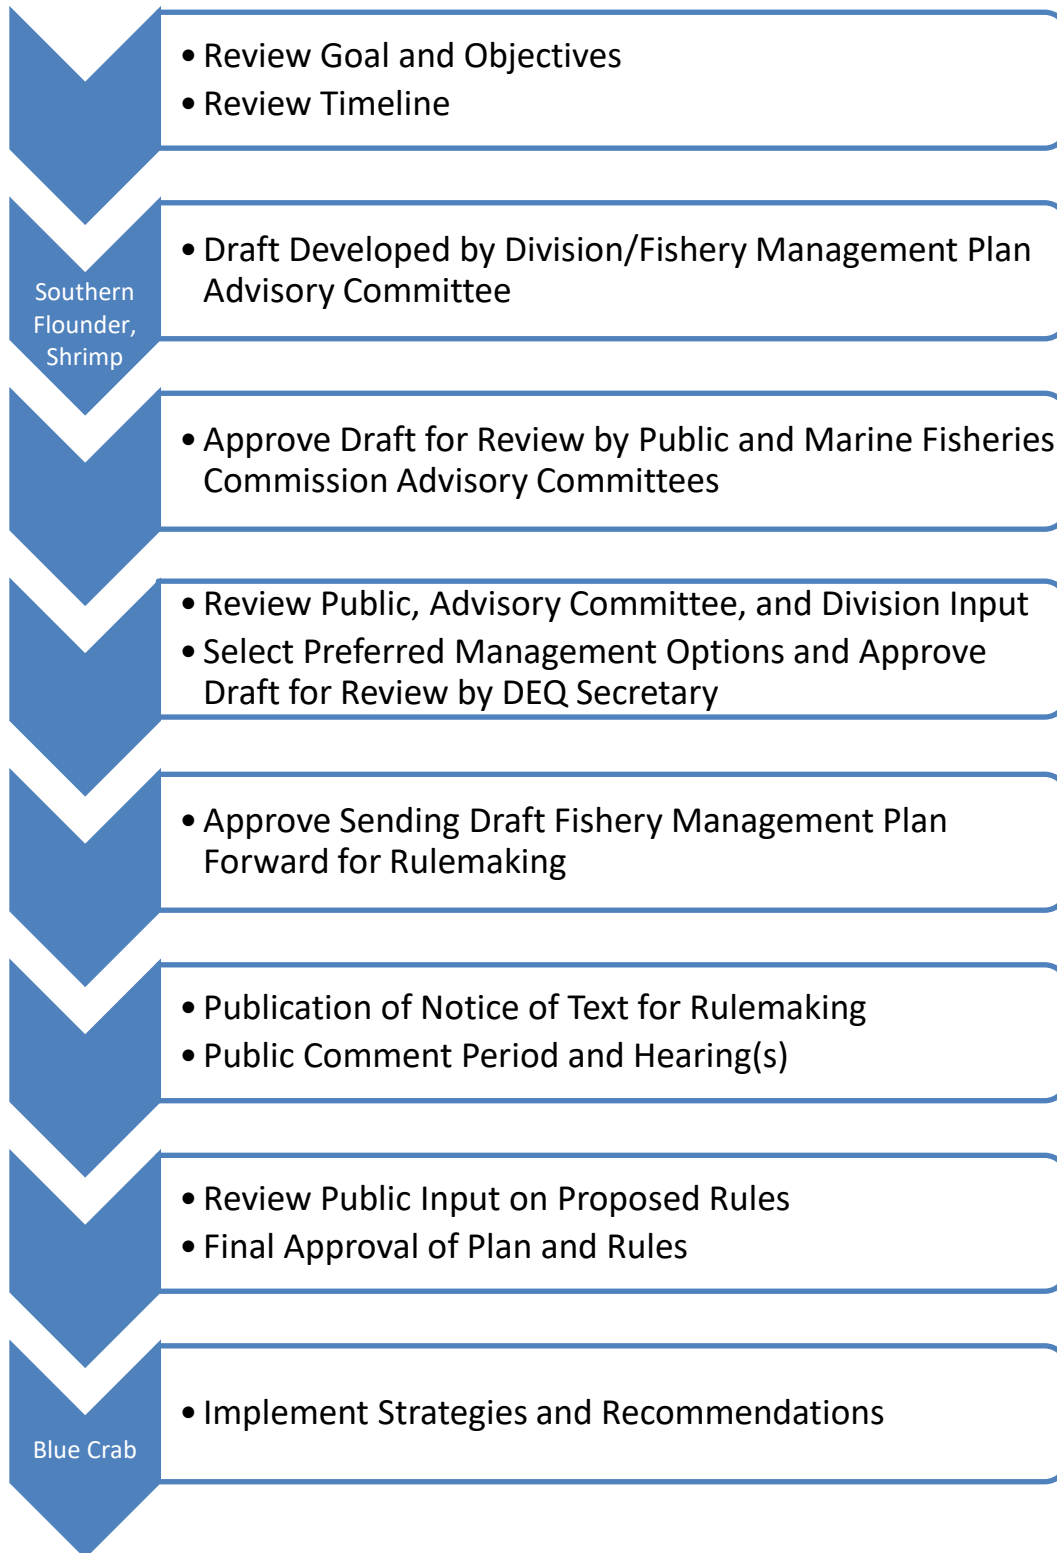 • Review Goal and Objectives
• Review Timeline
Southern
Flounder,
Shrimp
• Draft Developed by Division/Fishery Management Plan
Advisory Committee
• Approve Draft for Review by Public and Marine Fisheries
Commission Advisory Committees
• Review Public, Advisory Committee, and Division Input
• Select Preferred Management Options and Approve
Draft for Review by DEQ Secretary
• Approve Sending Draft Fishery Management Plan
Forward for Rulemaking
• Publication of Notice of Text for Rulemaking
• Public Comment Period and Hearing(s)
• Review Public Input on Proposed Rules
• Final Approval of Plan and Rules
Blue Crab
• Implement Strategies and Recommendations